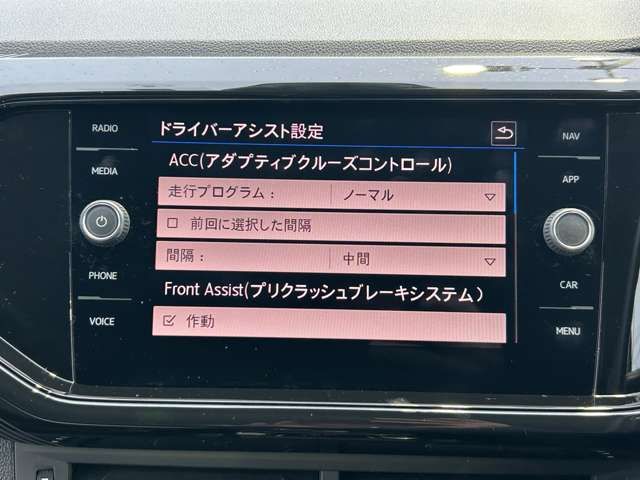 RADIO
MEDIA
PHONE
VOICE
ドライバーアシスト設定
ACC(アダプティブクルーズコントロール)
走行プログラム： ノーマル
前回に選択した間隔
間隔： 中間
Front Assist(プリクラッシュブレーキシステム）
作動
NAV
APP
CAR
MENU